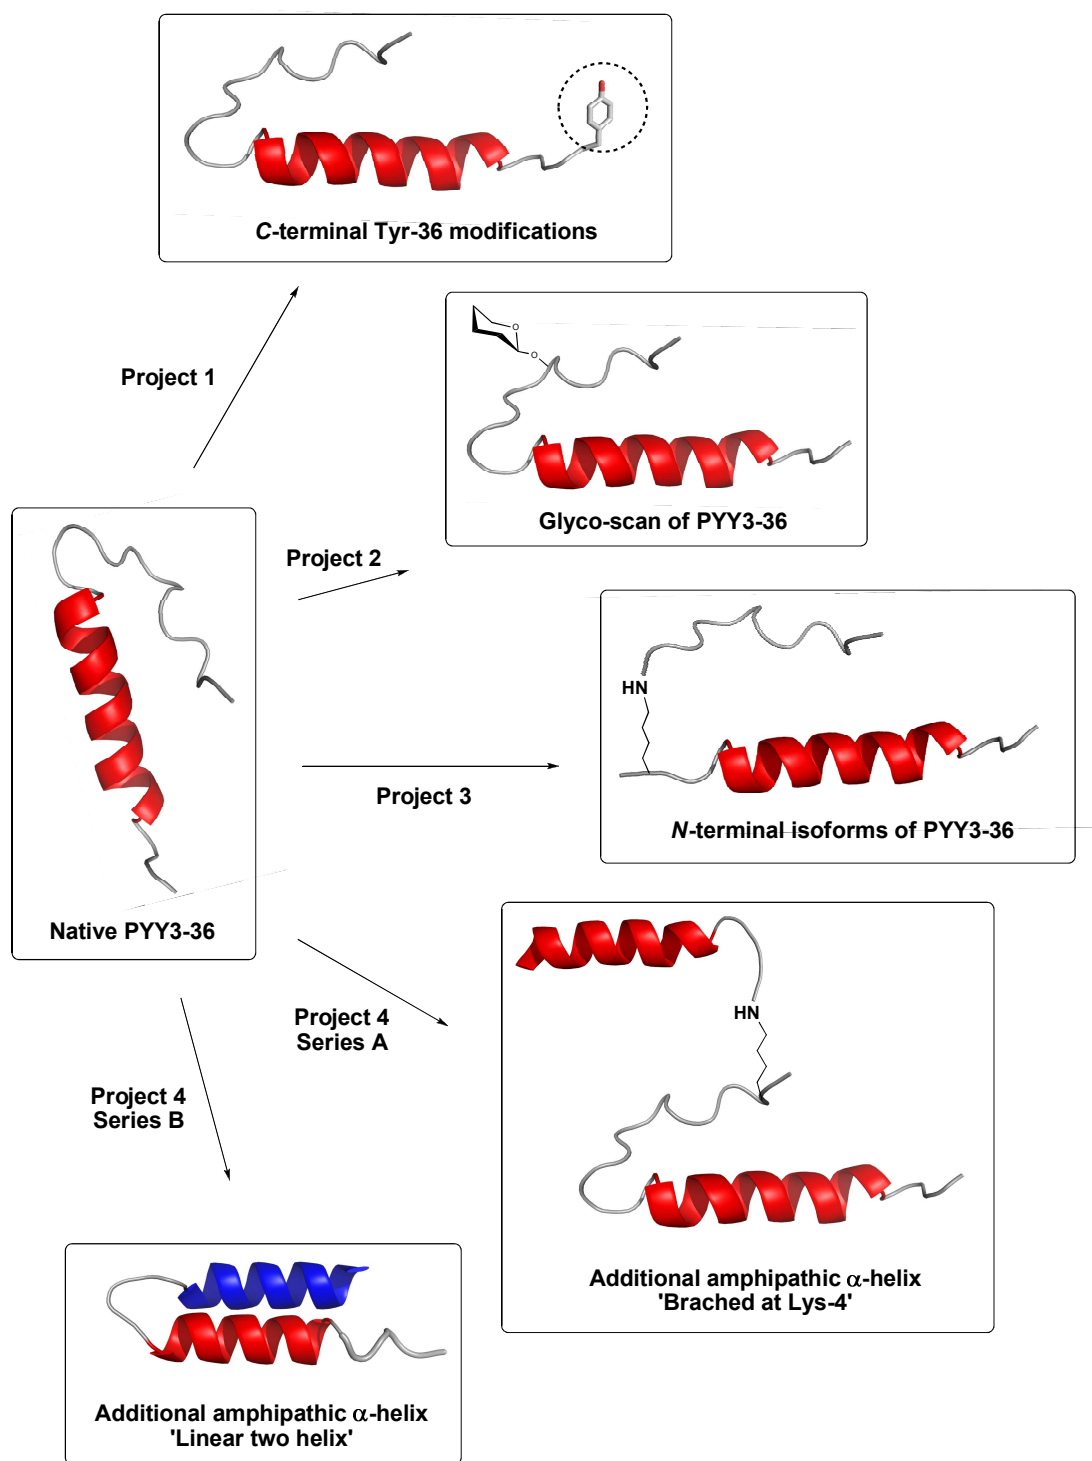 C-terminal Tyr-36 modifications
Project 1
O
O
Glyco-scan of PYY3-36
Project 2
HN
N-terminal isoforms of PYY3-36
Project 3
Native PYY3-36
Project 4
Series A
HN
Additional amphipathic α-helix
'Brached at Lys-4'
Project 4
Series B
Additional amphipathic α-helix
'Linear two helix'